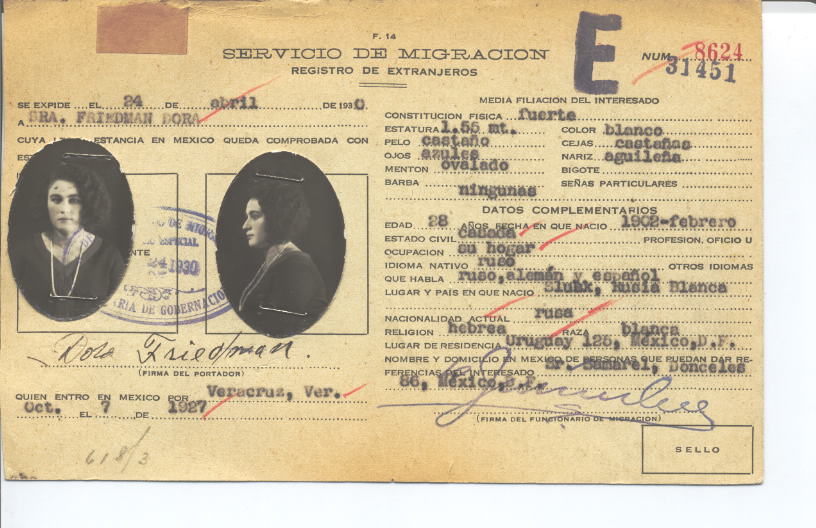 F. 14
SERVICIO DE MIGRACION
REGISTRO DE EXTRANJEROS
E
NUM. 8624
31451
SE EXPIDE EL 24 DE abril DE 1930
A SRA. FRIEDMAN DORA
CUYA ESTANCIA EN MEXICO QUEDA COMPROBADA CON
1930
ARIA DE GOBERNACION
Dora Friedman.
(FIRMA DEL PORTADOR)
QUIEN ENTRO EN MEXICO POR Veracruz, Ver.
Oct. EL 7 DE 1927
618/3
MEDIA FILIACION DEL INTERESADO
CONSTITUCION FISICA fuerte
ESTATURA 1.55 mt. COLOR blanco
PELO castaño CEJAS castañas
OJOS azules NARIZ aguileña
MENTON ovalado BIGOTE
BARBA ningunas SEÑAS PARTICULARES
DATOS COMPLEMENTARIOS
EDAD 28 AÑOS FECHA EN QUE NACIO 1902-febrero
ESTADO CIVIL casada PROFESION, OFICIO U
OCUPACION su hogar
IDIOMA NATIVO ruso OTROS IDIOMAS
QUE HABLA ruso,alemán y español
LUGAR Y PAÍS EN QUE NACIO Slutzk, Rusia Blanca
NACIONALIDAD ACTUAL rusa
RELIGION hebrea RAZA blanca
LUGAR DE RESIDENCIA Uruguay 125, México,D.F.
NOMBRE Y DOMICILIO EN MEXICO DE PERSONAS QUE PUEDAN DAR RE-
FERENCIAS DEL INTERESADO Sr. Samarel, Donceles
86, México,D.F.
(FIRMA DEL FUNCIONARIO DE MIGRACION)
SELLO